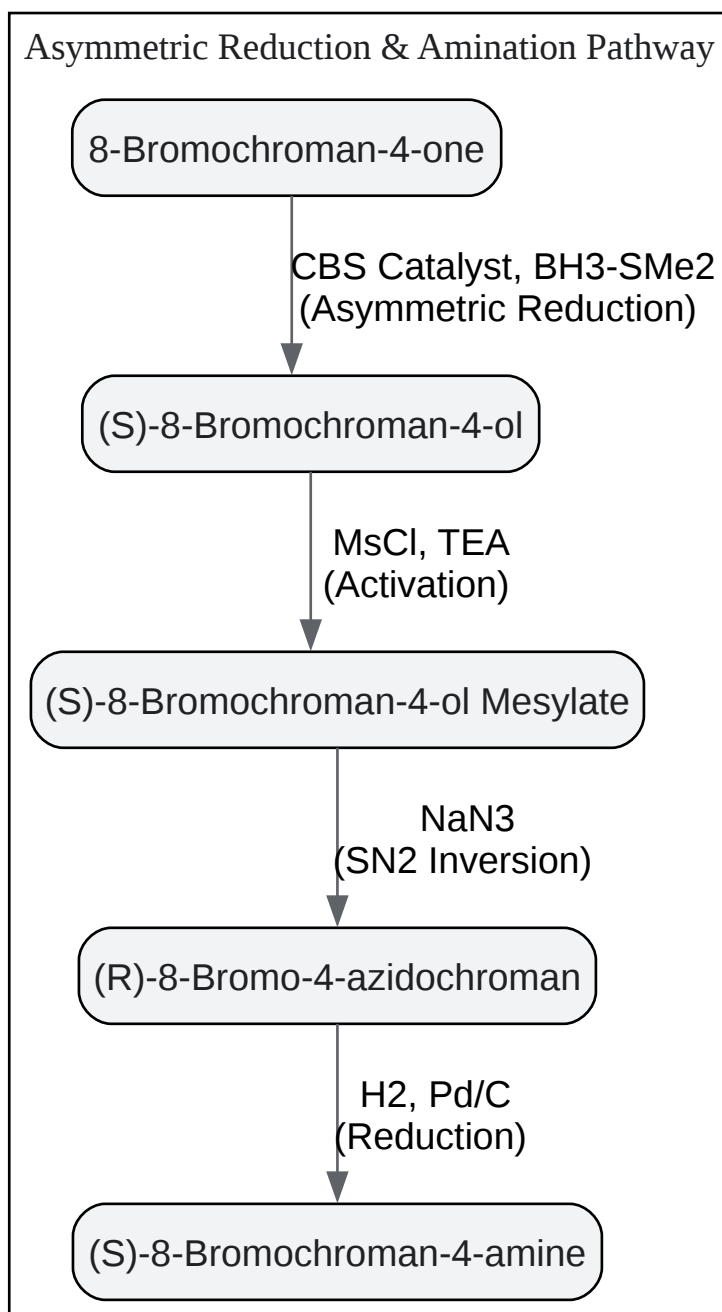 Asymmetric Reduction & Amination Pathway
8-Bromochroman-4-one
CBS Catalyst, BH3-SMe2
(Asymmetric Reduction)
(S)-8-Bromochroman-4-ol
MsCl, TEA
(Activation)
(S)-8-Bromochroman-4-ol Mesylate
NaN3
(SN2 Inversion)
(R)-8-Bromo-4-azidochroman
H2, Pd/C
(Reduction)
(S)-8-Bromochroman-4-amine